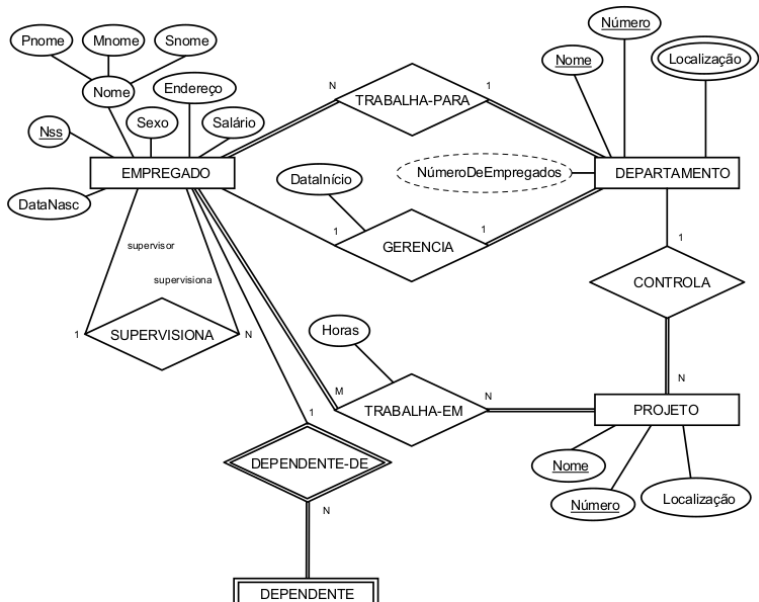 Pnome
Mnome
Snome
Nome
Endereço
Nss
Sexo
Salário
EMPREGADO
DataNasc
N
TRABALHA-PARA
1
Número
Nome
Localização
DataInício
NúmeroDeEmpregados
DEPARTAMENTO
1
GERENCIA
1
supervisor
supervisiona
1
SUPERVISIONA
N
1
CONTROLA
N
Horas
M
TRABALHA-EM
N
PROJETO
Nome
Número
Localização
1
DEPENDENTE-DE
N
DEPENDENTE